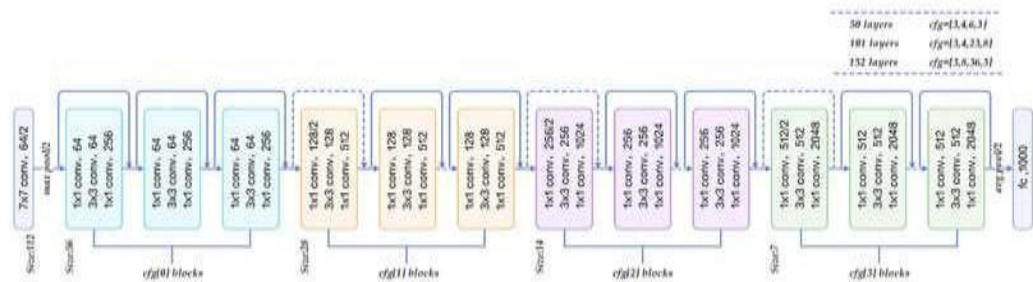 50 layers cfg=[3,4,6,3]
101 layers cfg=[3,4,23,8]
152 layers cfg=[3,8,36,3]
7x7 conv, 64/2
max pool/2
1x1 conv, 64
3x3 conv, 64
1x1 conv, 256
1x1 conv, 64
3x3 conv, 64
1x1 conv, 256
1x1 conv, 64
3x3 conv, 64
1x1 conv, 256
1x1 conv, 128/2
3x3 conv, 128
1x1 conv, 512
1x1 conv, 128
3x3 conv, 128
1x1 conv, 512
1x1 conv, 128
3x3 conv, 128
1x1 conv, 512
1x1 conv, 256/2
3x3 conv, 256
1x1 conv, 1024
1x1 conv, 256
3x3 conv, 256
1x1 conv, 1024
1x1 conv, 256
3x3 conv, 256
1x1 conv, 1024
1x1 conv, 512/2
3x3 conv, 512
1x1 conv, 2048
1x1 conv, 512
3x3 conv, 512
1x1 conv, 2048
1x1 conv, 512
3x3 conv, 512
1x1 conv, 2048
avg pool/2
fc ,10000
Size:112
Size:56
Size:28
Size:14
Size:7
cfg[0] blocks
cfg[1] blocks
cfg[2] blocks
cfg[3] blocks